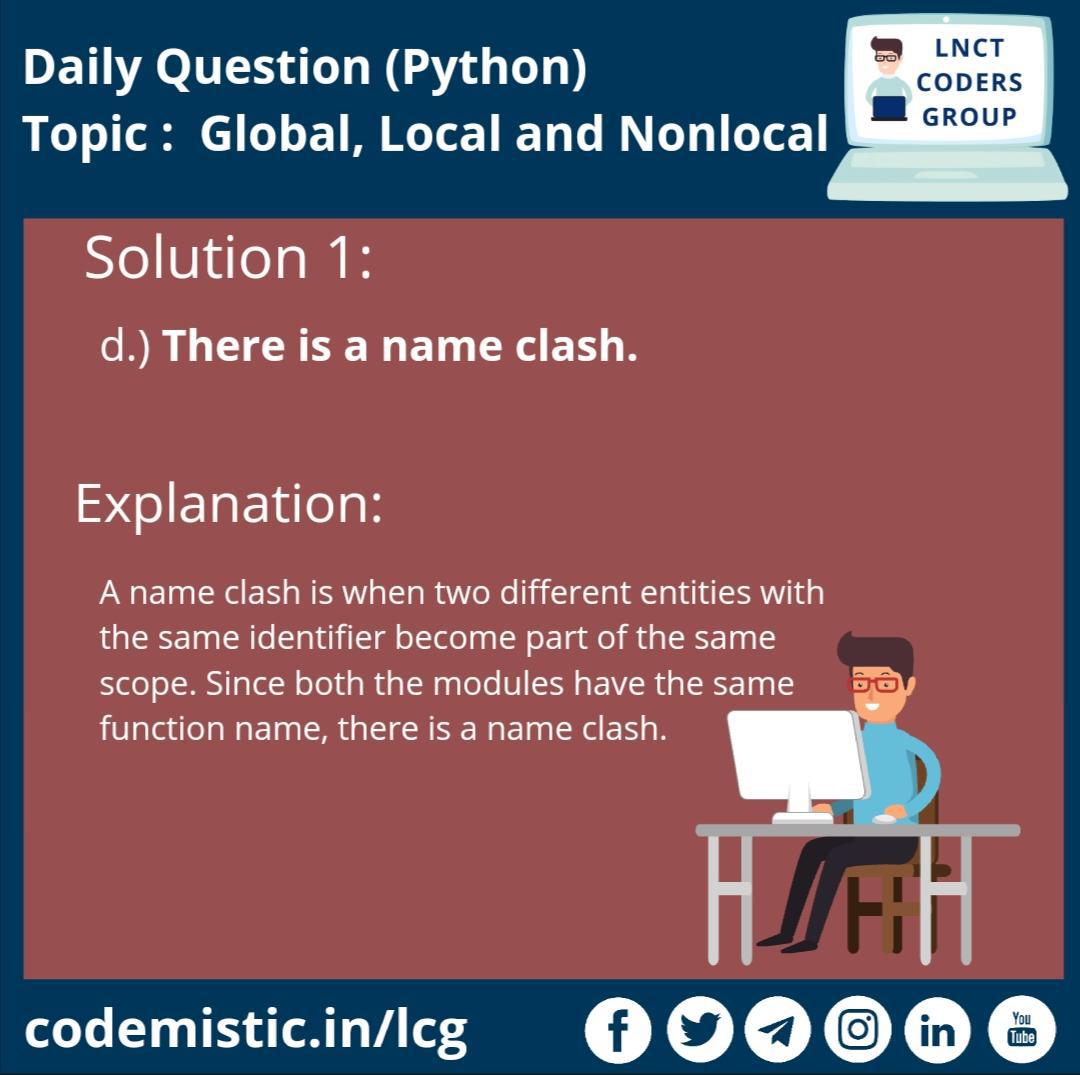 Daily Question (Python)
Topic :  Global, Local and Nonlocal
LNCT
CODERS
GROUP
Solution 1:
d.) There is a name clash.
Explanation:
A name clash is when two different entities with
the same identifier become part of the same
scope. Since both the modules have the same
function name, there is a name clash.
codemistic.in/lcg
f
in
You
Tube